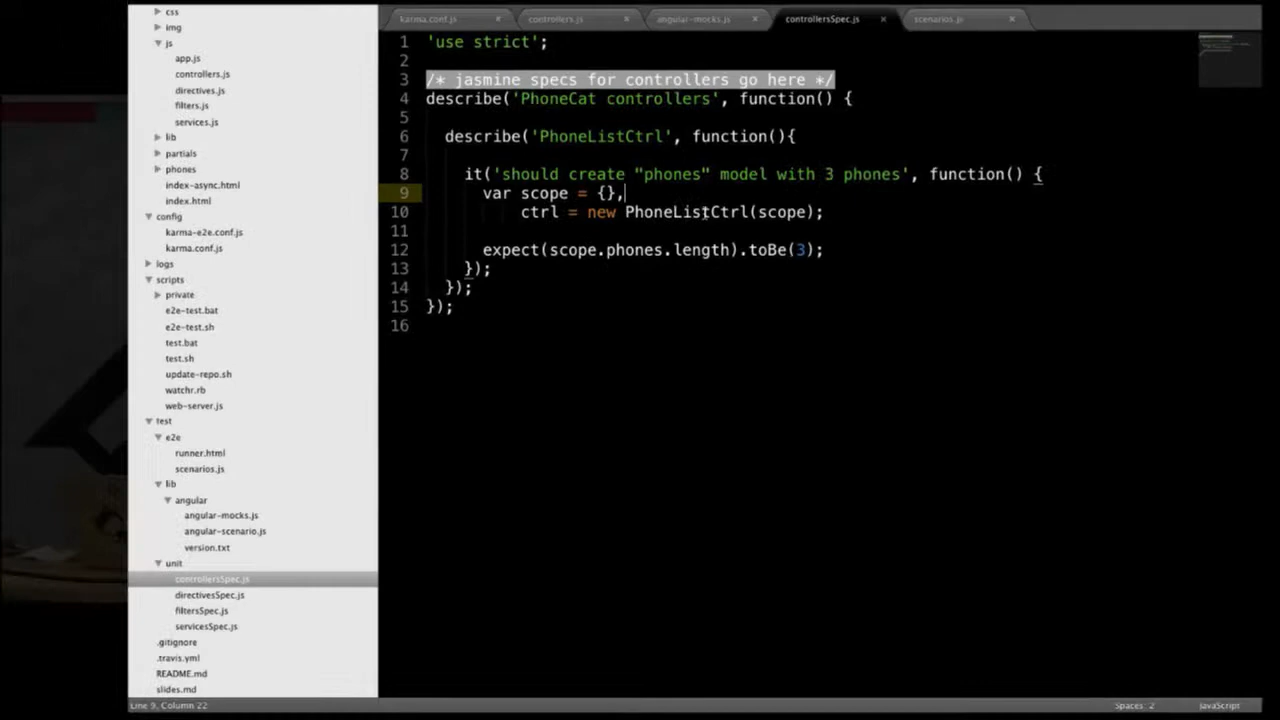 css
img
js
app.js
controllers.js
directives.js
filters.js
services.js
lib
partials
phones
index-async.html
index.html
config
karma-e2e.conf.js
karma.conf.js
logs
scripts
private
e2e-test.bat
e2e-test.sh
test.bat
test.sh
update-repo.sh
watchr.rb
web-server.js
test
e2e
runner.html
scenarios.js
lib
angular
angular-mocks.js
angular-scenario.js
version.txt
unit
controllersSpec.js
directivesSpec.js
filtersSpec.js
servicesSpec.js
.gitignore
.travis.yml
README.md
slides.md
karma.conf.js × controllers.js × angular-mocks.js × controllersSpec.js × scenarios.js ×
1 'use strict';
2
3 /* jasmine specs for controllers go here */
4 describe('PhoneCat controllers', function() {
5
6 describe('PhoneListCtrl', function(){
7
8 it('should create "phones" model with 3 phones', function() {
9 var scope = {},
10 ctrl = new PhoneListCtrl(scope);
11
12 expect(scope.phones.length).toBe(3);
13 });
14 });
15 });
16
Line 9, Column 22 Spaces: 2 JavaScript